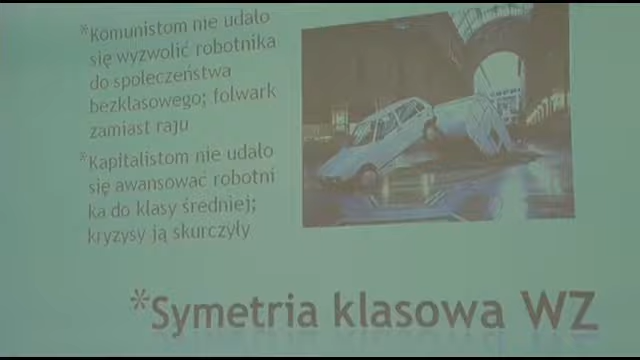 *Komunistom nie udało
się wyzwolić robotnika
do społeczeństwa
bezklasowego; folwark
zamiast raju
*Kapitalistom nie udało
się awansować robotni
ka do klasy średniej;
kryzysy ją skurczyły
*Symetria klasowa WZ